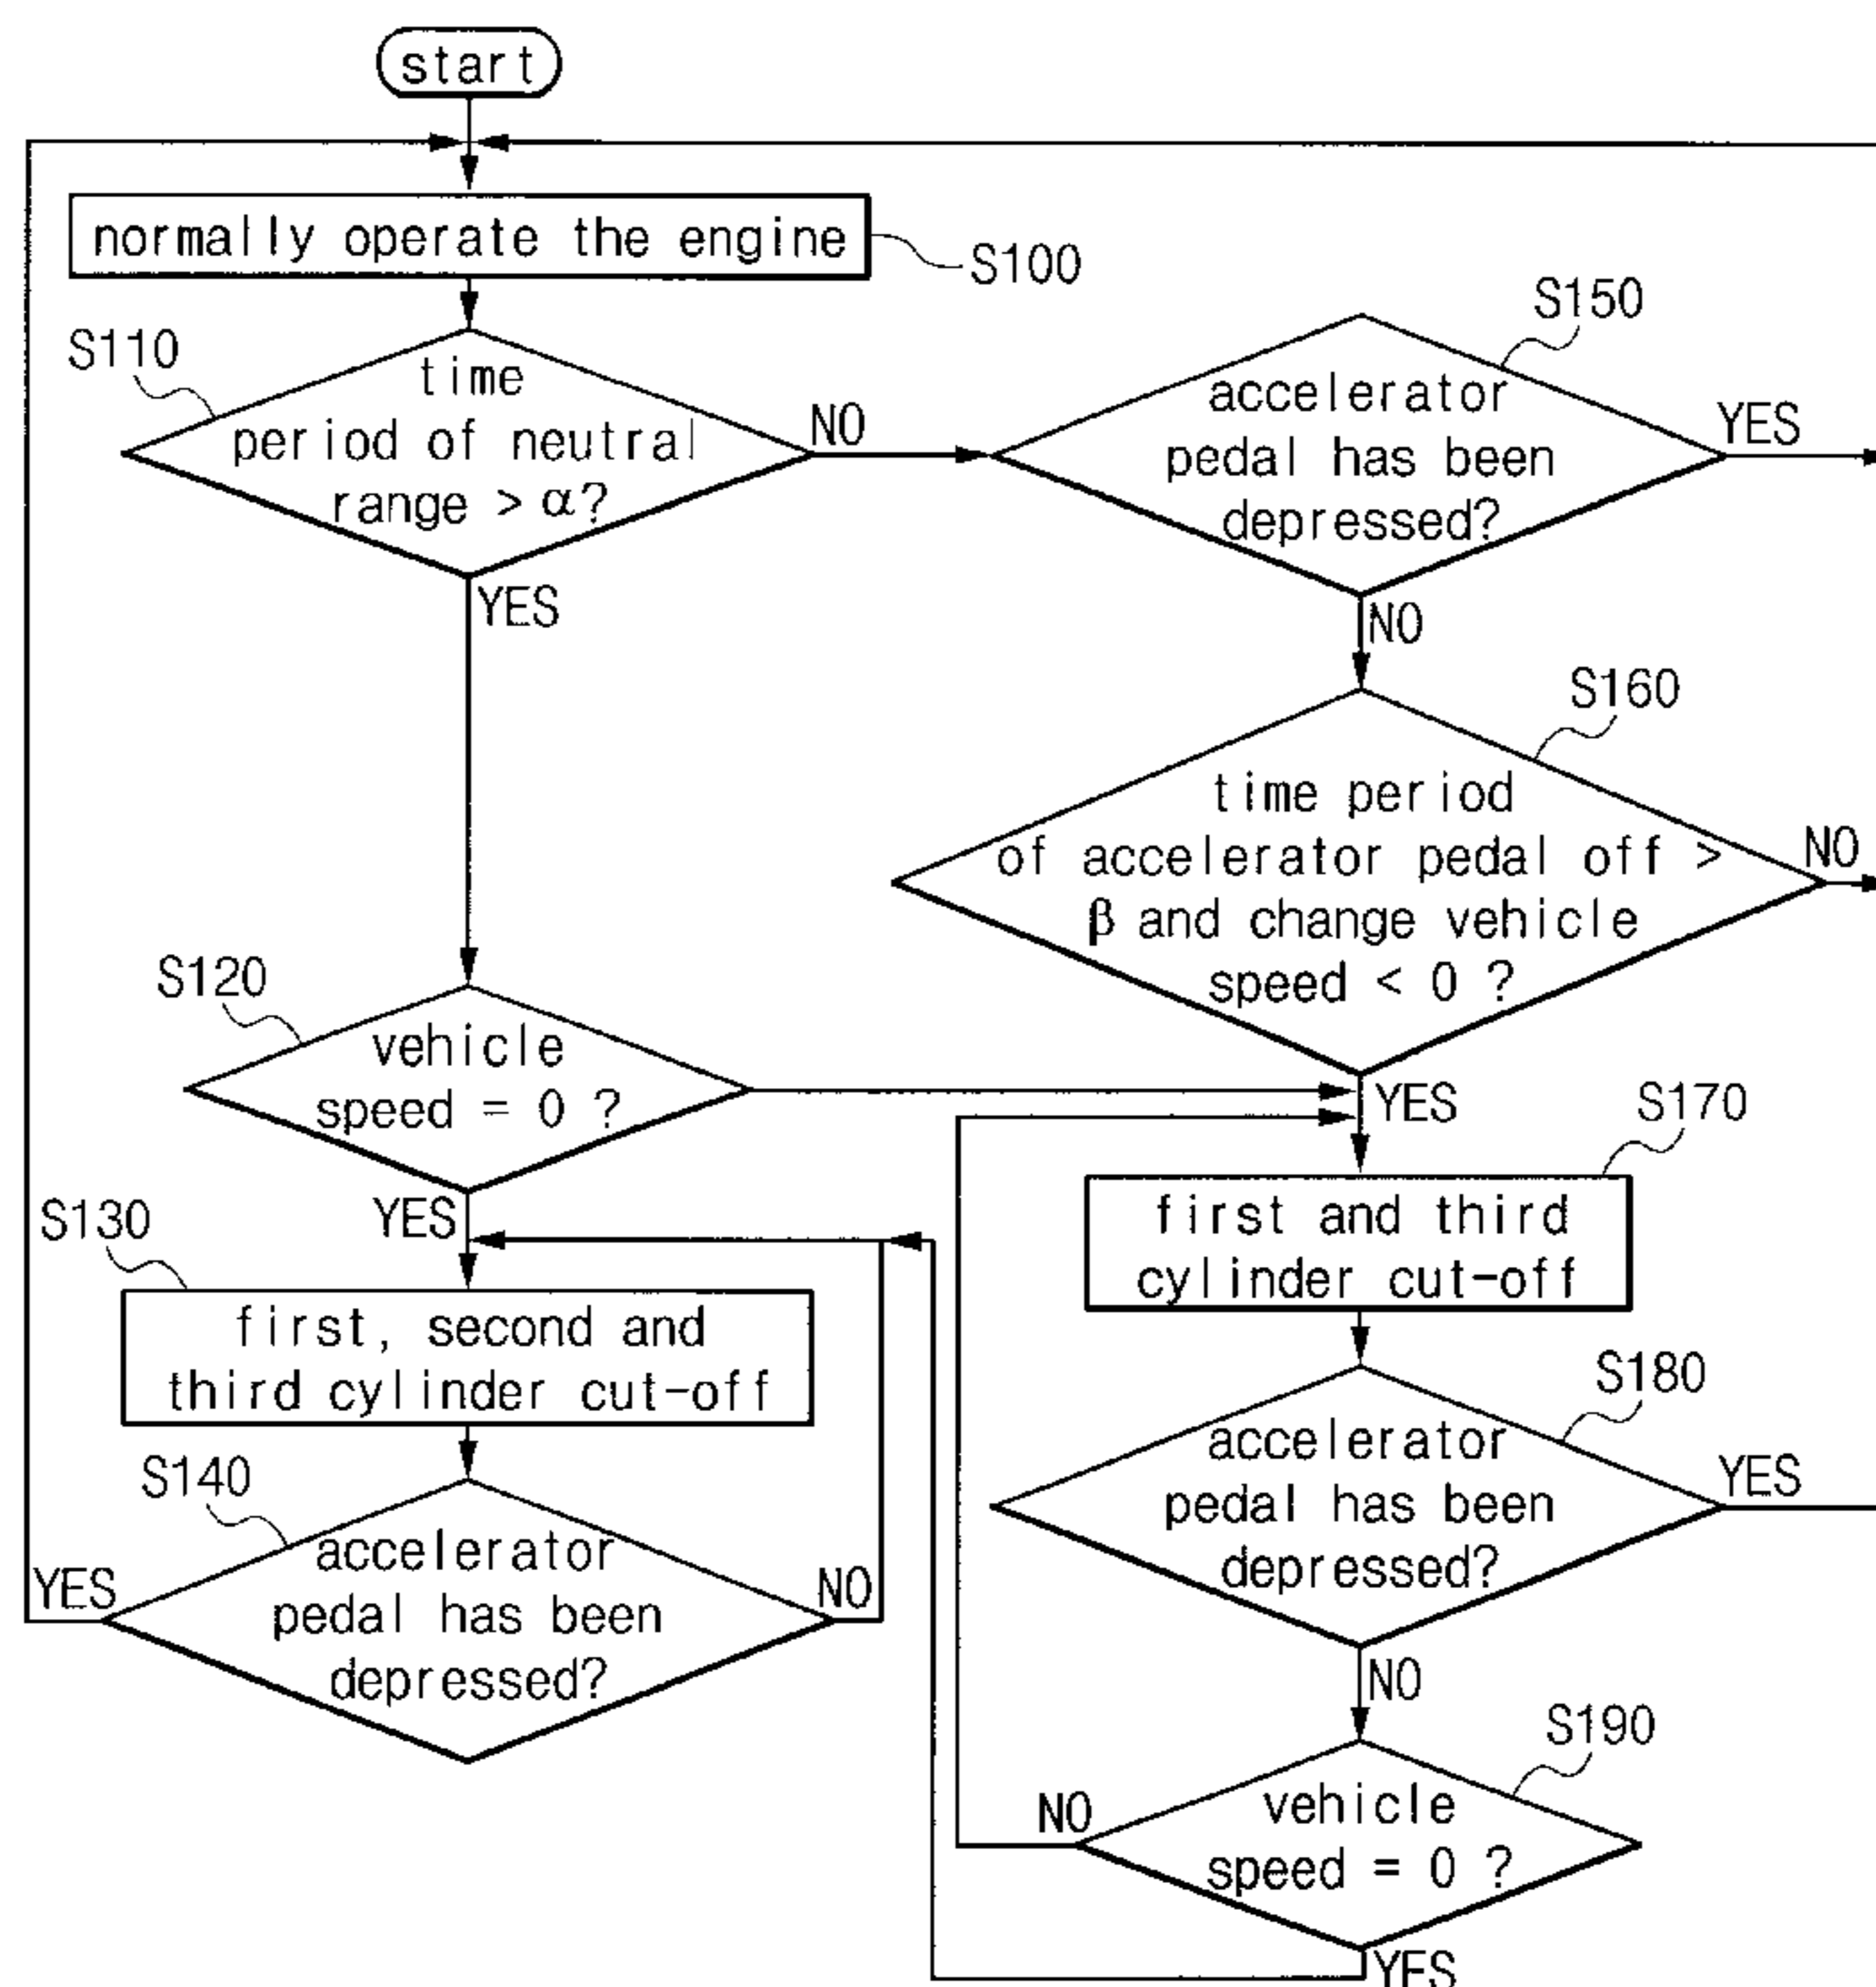 start
normally operate the engine
S100
S110
time
period of neutral
range > α?
NO
YES
S150
accelerator
pedal has been
depressed?
YES
NO
S160
time period
of accelerator pedal off >
β and change vehicle
speed < 0 ?
NO
YES
S120
vehicle
speed = 0 ?
YES
S130
first, second and
third cylinder cut-off
S140
accelerator
pedal has been
depressed?
YES
NO
S170
first and third
cylinder cut-off
S180
accelerator
pedal has been
depressed?
YES
NO
S190
vehicle
speed = 0 ?
NO
YES